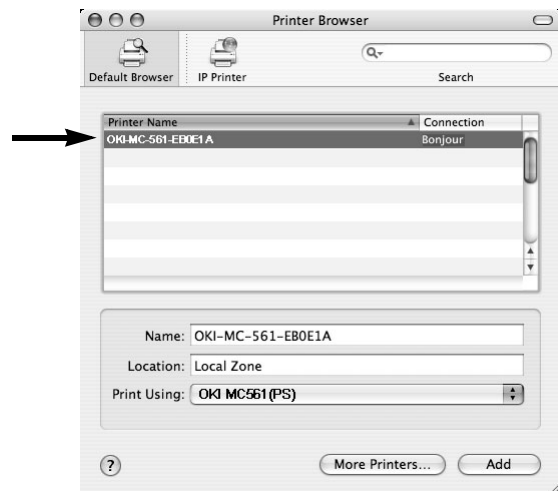 Printer Browser
Default Browser
IP Printer
Search
Printer Name
Connection
OKI-MC-561-EB0E1A
Bonjour
Name: OKI-MC-561-EB0E1A
Location: Local Zone
Print Using: OKI MC561(PS)
?
More Printers...
Add